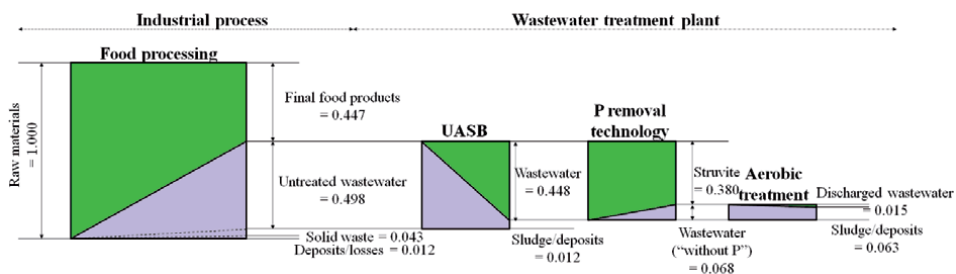 Industrial process
Wastewater treatment plant
Food processing
Raw materials
= 1.000
Final food products
= 0.447
Untreated wastewater
= 0.498
Solid waste = 0.043
Deposits/losses = 0.012
UASB
Wastewater
= 0.448
Sludge/deposits
= 0.012
P removal
technology
Struvite
= 0.380
Wastewater
(“without P”)
= 0.068
Aerobic
treatment
Discharged wastewater
= 0.015
Sludge/deposits
= 0.063